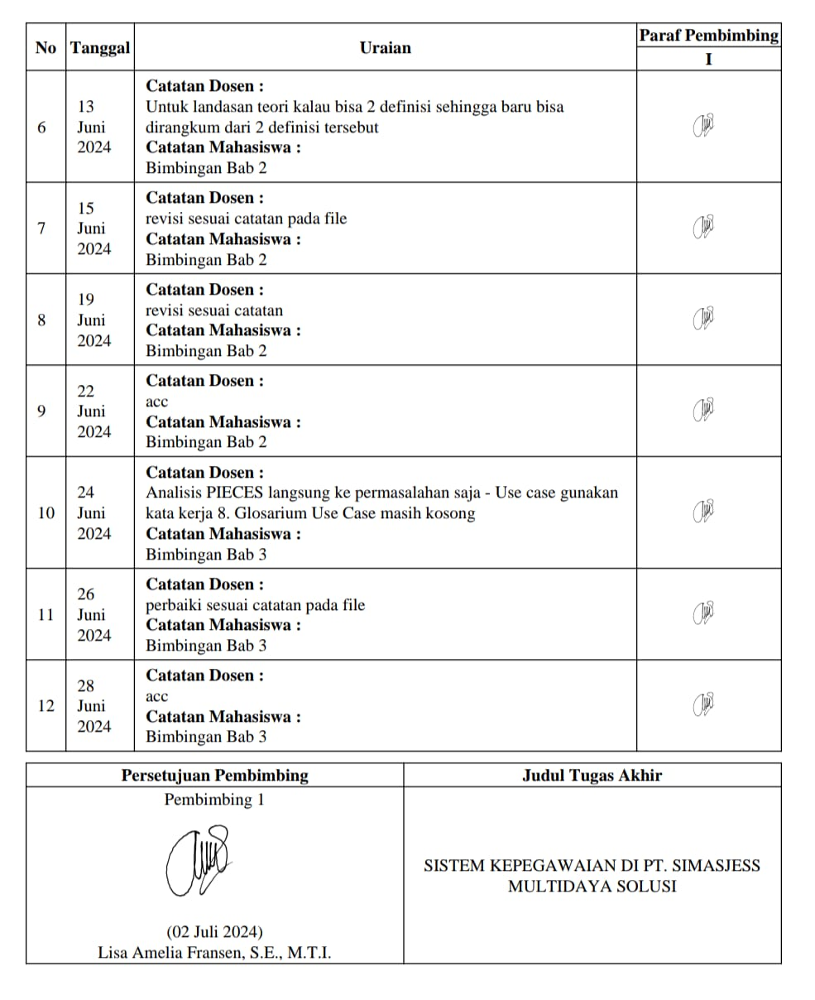 No Tanggal Uraian Paraf Pembimbing
I
6
13
Juni
2024
Catatan Dosen :
Untuk landasan teori kalau bisa 2 definisi sehingga baru bisa
dirangkum dari 2 definisi tersebut
Catatan Mahasiswa :
Bimbingan Bab 2
7
15
Juni
2024
Catatan Dosen :
revisi sesuai catatan pada file
Catatan Mahasiswa :
Bimbingan Bab 2
8
19
Juni
2024
Catatan Dosen :
revisi sesuai catatan
Catatan Mahasiswa :
Bimbingan Bab 2
9
22
Juni
2024
Catatan Dosen :
acc
Catatan Mahasiswa :
Bimbingan Bab 2
10
24
Juni
2024
Catatan Dosen :
Analisis PIECES langsung ke permasalahan saja - Use case gunakan
kata kerja 8. Glosarium Use Case masih kosong
Catatan Mahasiswa :
Bimbingan Bab 3
11
26
Juni
2024
Catatan Dosen :
perbaiki sesuai catatan pada file
Catatan Mahasiswa :
Bimbingan Bab 3
12
28
Juni
2024
Catatan Dosen :
acc
Catatan Mahasiswa :
Bimbingan Bab 3
Persetujuan Pembimbing
Pembimbing 1
(02 Juli 2024)
Lisa Amelia Fransen, S.E., M.T.I.
Judul Tugas Akhir
SISTEM KEPEGAWAIAN DI PT. SIMASJESS
MULTIDAYA SOLUSI